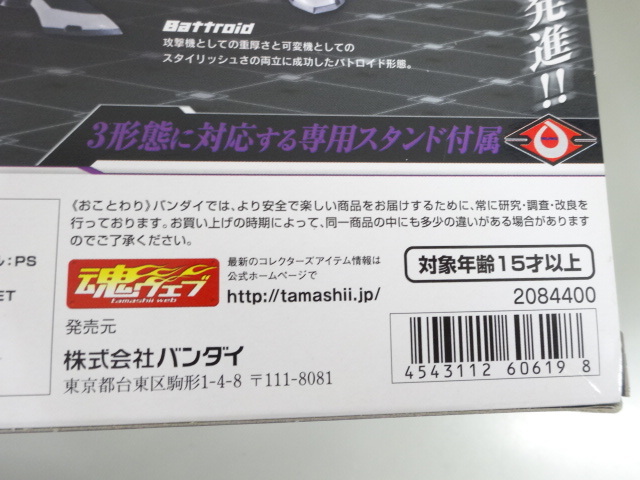 Battroid
攻撃機としての重厚さと可変機としての
スタイリッシュさの両立に成功したバトロイド形態。
発進!!
3形態に対応する専用スタンド付属
《おことわり》バンダイでは、より安全で楽しい商品をお届けするために、常に研究・調査・改良を
行っております。お買い上げの時期によって、同一商品の中にも多少の違いがある場合があります
のでご了承ください。
ル:PS
ET
魂ウェブ
tamashii web
最新のコレクターズアイテム情報は
公式ホームページで
http://tamashii.jp/
対象年齢15才以上
2084400
発売元
株式会社バンダイ
東京都台東区駒形1-4-8 〒111-8081
4543112 606198